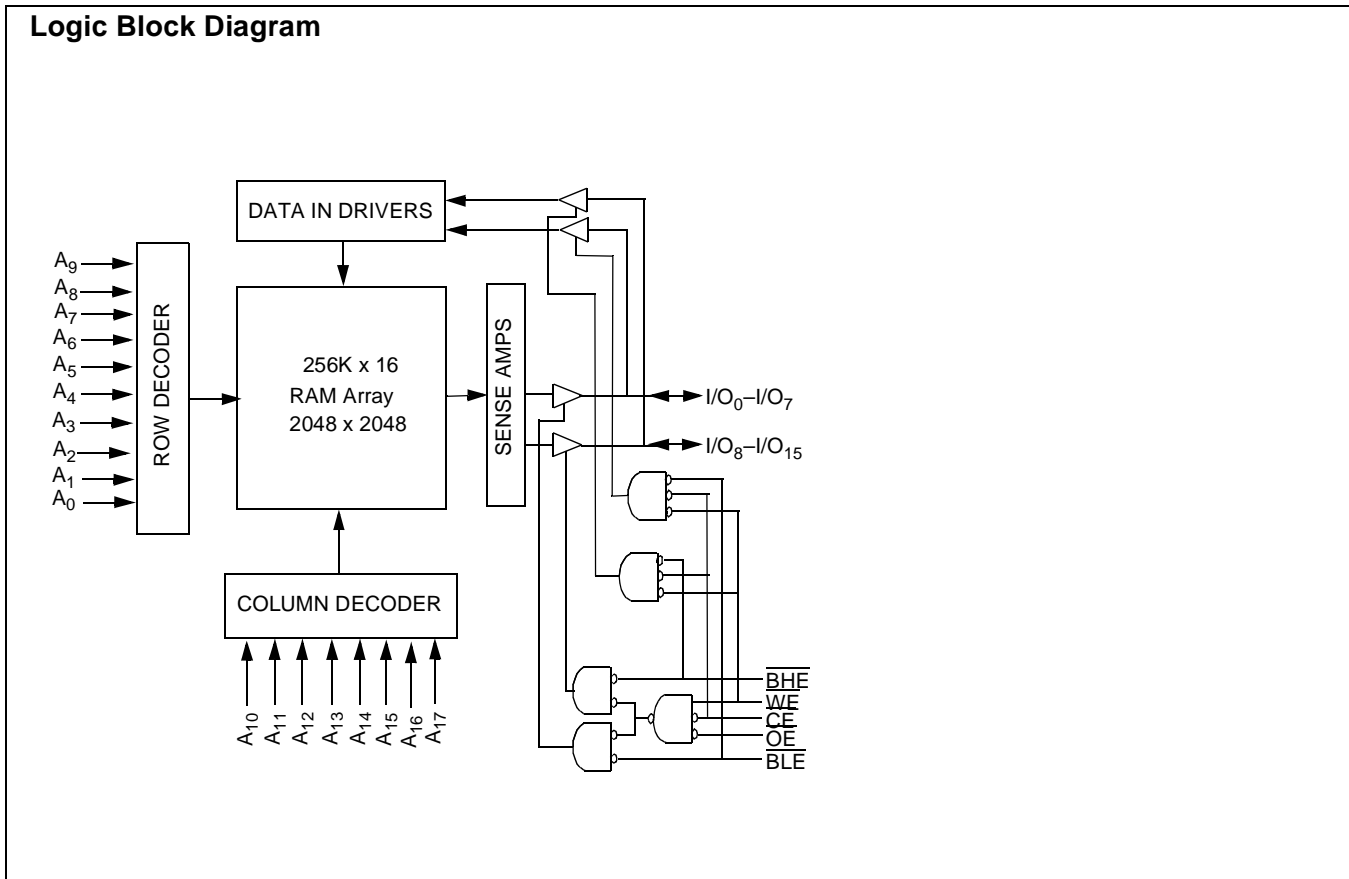 Logic Block Diagram
DATA IN DRIVERS
A9
A8
A7
A6
A5
A4
A3
A2
A1
A0
ROW DECODER
256K x 16
RAM Array
2048 x 2048
SENSE AMPS
I/O0–I/O7
I/O8–I/O15
COLUMN DECODER
A10
A11
A12
A13
A14
A15
A16
A17
BHE
WE
CE
OE
BLE